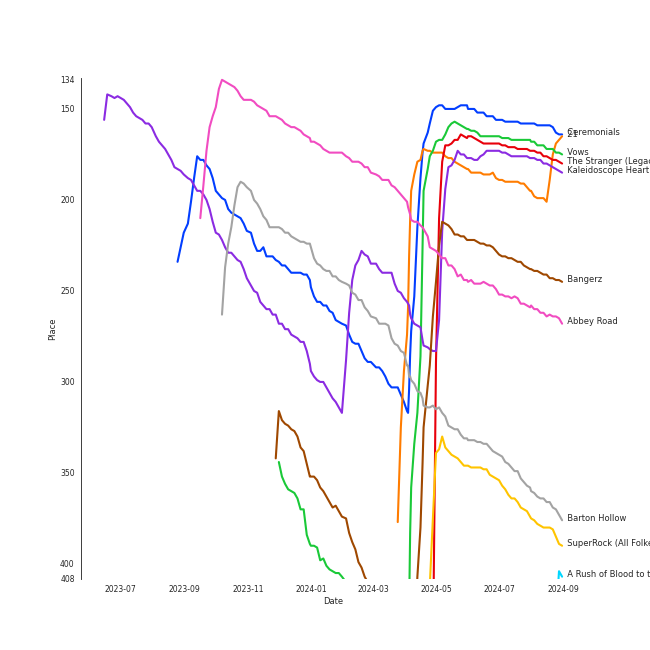 134
150
200
250
300
350
400
408
Place
2023-07
2023-09
2023-11
2024-01
2024-03
2024-05
2024-07
2024-09
Date
Ceremonials
21
Vows
The Stranger (Legac
Kaleidoscope Heart
Bangerz
Abbey Road
Barton Hollow
SuperRock (All Folke
A Rush of Blood to t